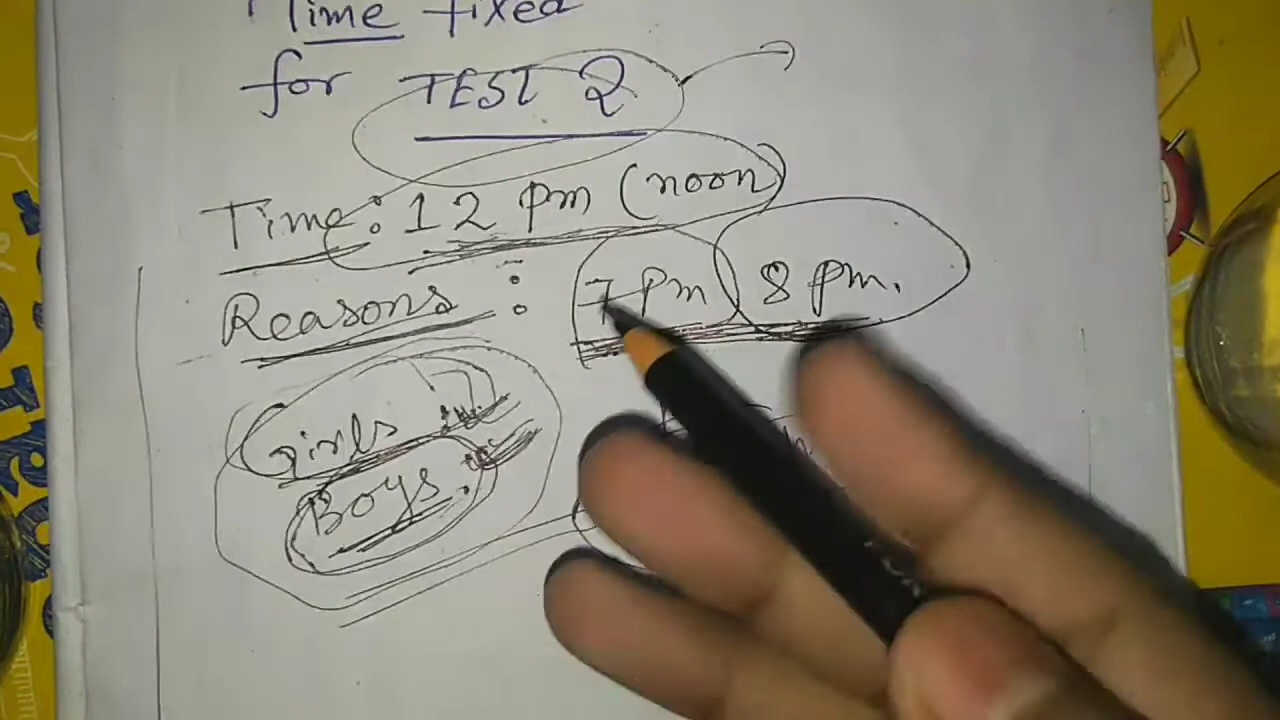 Time fixed
for TEST 2
Time: 12 pm (noon)
Reasons: 7 pm 8 pm.
Girls
Boys.